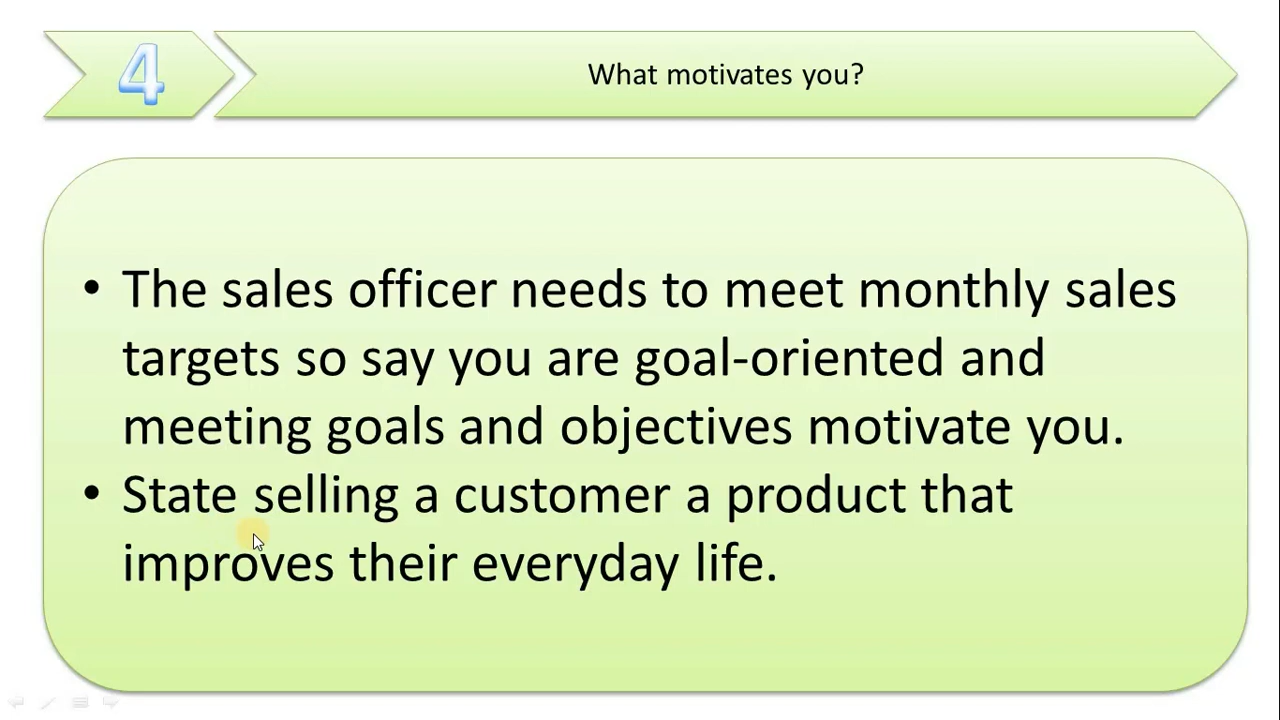 4
What motivates you?
• The sales officer needs to meet monthly sales
targets so say you are goal-oriented and
meeting goals and objectives motivate you.
• State selling a customer a product that
improves their everyday life.